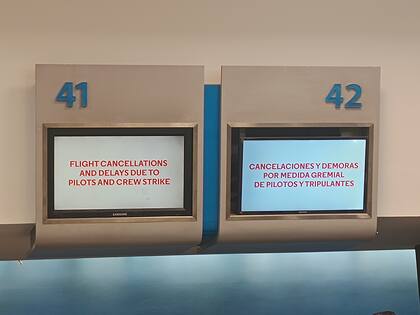 41
FLIGHT CANCELLATIONS
AND DELAYS DUE TO
PILOTS AND CREW STRIKE
SAMSUNG
42
CANCELACIONES Y DEMORAS
POR MEDIDA GREMIAL
DE PILOTOS Y TRIPULANTES